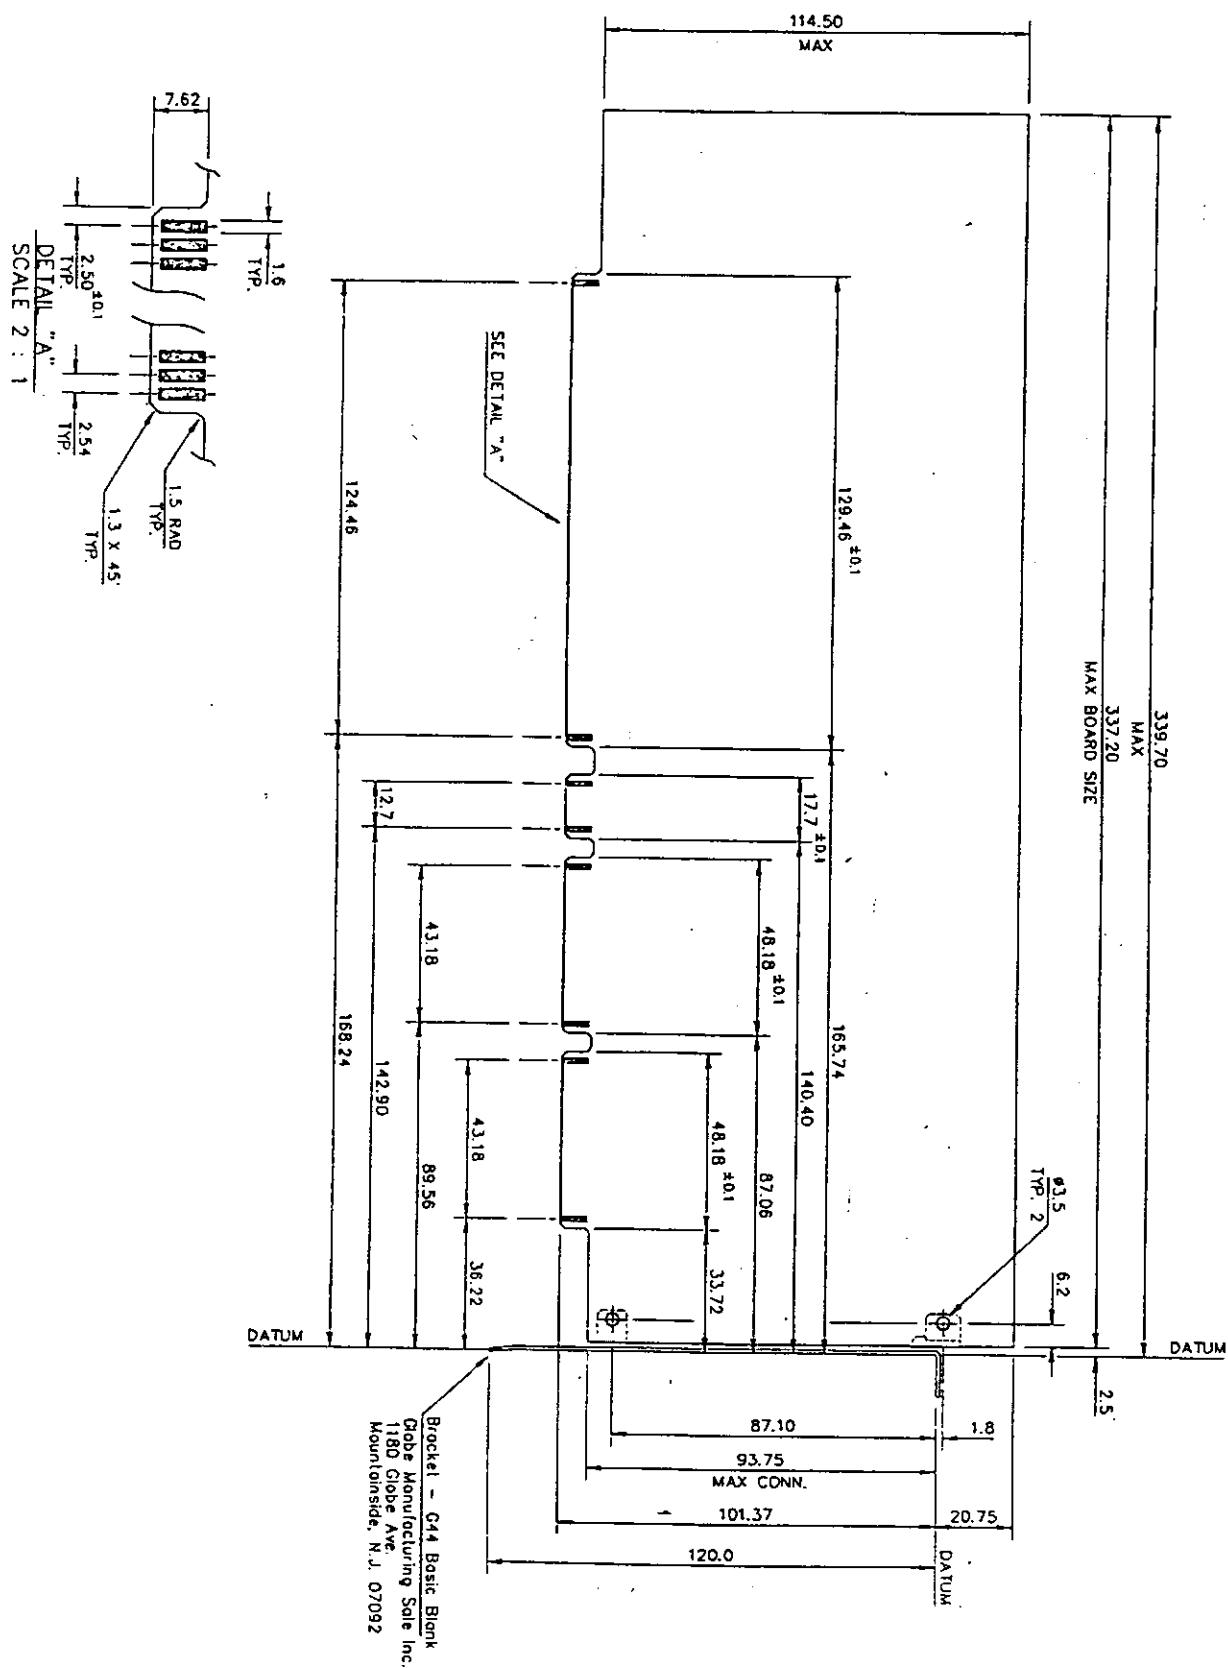 114.50
MAX
339.70
MAX
337.20
MAX BOARD SIZE
7.62
1.6
TYP.
2.50 ±0.1
TYP.
2.54
TYP.
1.5 RAD
TYP.
1.3 X 45°
TYP.
DETAIL "A"
SCALE 2 : 1
SEE DETAIL "A"
129.46 ±0.1
124.46
17.7 ±0.1
12.7
48.18 ±0.1
43.18
165.74
140.40
87.06
168.24
142.90
89.56
48.18 ±0.1
43.18
33.72
36.22
ø3.5
TYP. 2
6.2
2.5
DATUM
DATUM
87.10
1.8
93.75
MAX CONN.
101.37
20.75
120.0
DATUM
Bracket - G44 Basic Blank
Globe Manufacturing Sale Inc.
1180 Globe Ave.
Mountainside, N.J. 07092